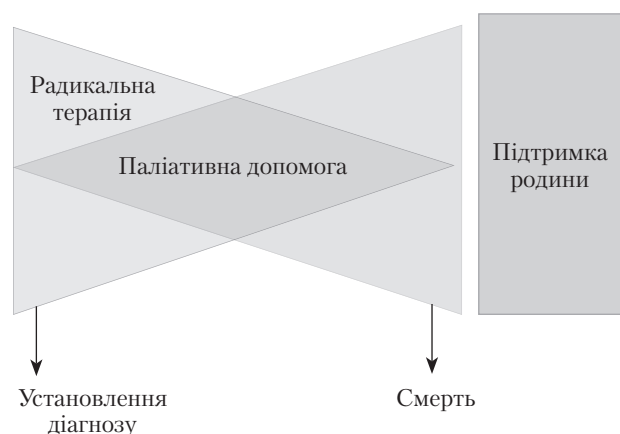 Радикальна
терапія
Паліативна допомога
Підтримка
родини
Установлення
діагнозу
Смерть